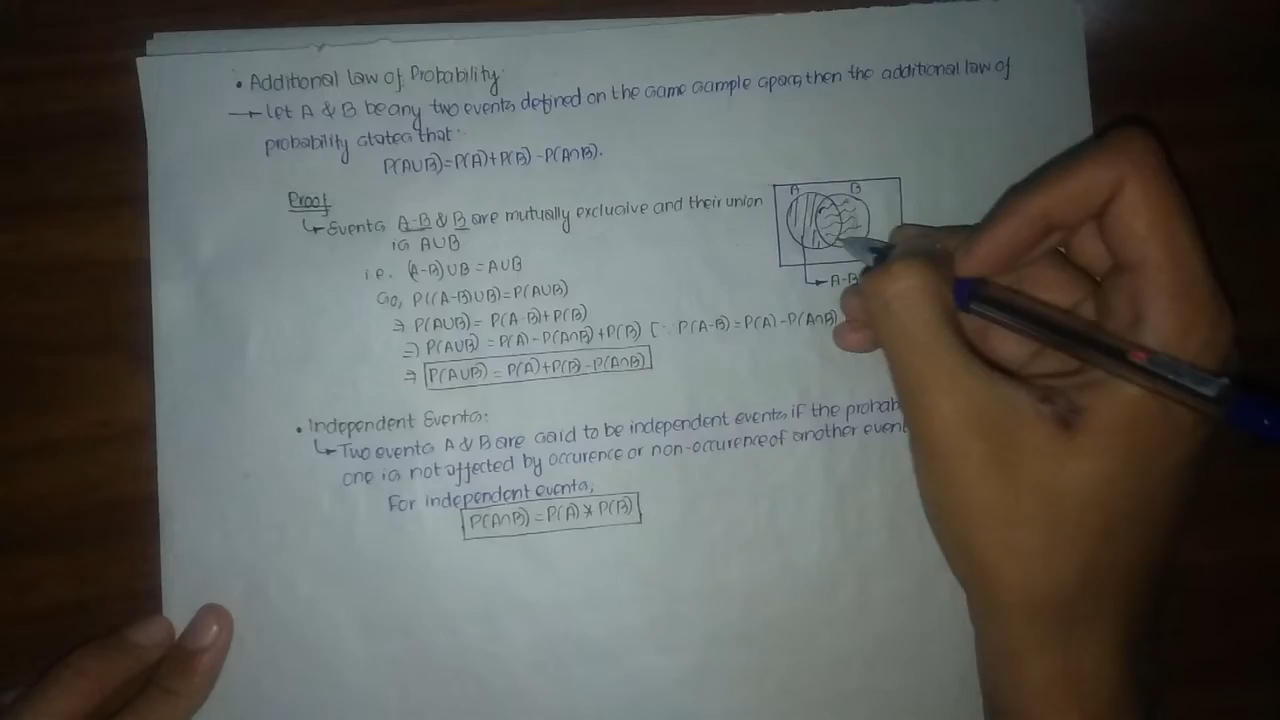 • Additional law of Probability:
→ Let A & B be any two events defined on the same sample space, then the additional law of
probability states that:
P(A∪B)=P(A)+P(B)-P(A∩B).
Proof
↳ Events A-B & B are mutually exclusive and their union
is A∪B
i.e. (A-B)∪B=A∪B
So, P((A-B)∪B)=P(A∪B)
⇒ P(A∪B)= P(A-B)+P(B)
⇒ P(A∪B) = P(A)-P(A∩B)+P(B) [∵ P(A-B)=P(A)-P(A∩B)
⇒ P(A∪B) = P(A)+P(B)-P(A∩B)
A B
A-B
• Independent Events:
↳ Two events A & B are said to be independent events, if the probab
one is not affected by occurence or non-occurence of another event
For independent events,
P(A∩B)=P(A)*P(B)